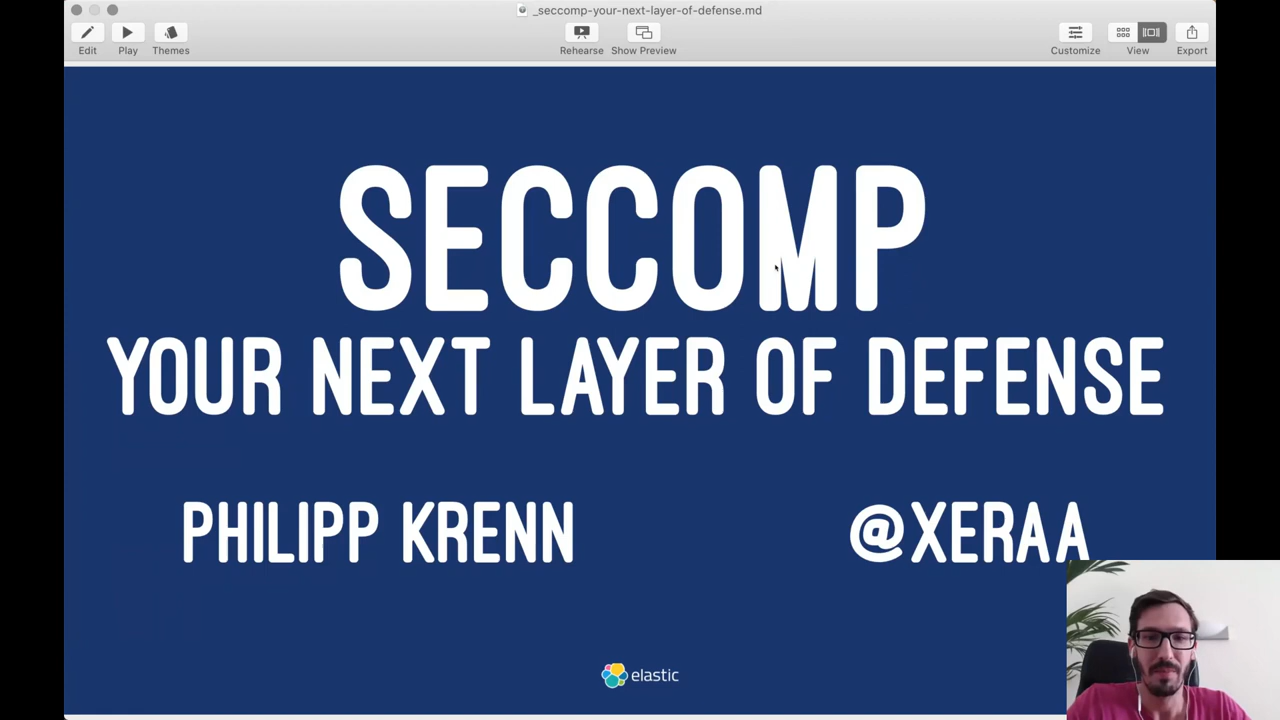 _seccomp-your-next-layer-of-defense.md
Edit Play Themes Rehearse Show Preview Customize View Export
SECCOMP
YOUR NEXT LAYER OF DEFENSE
PHILIPP KRENN @XERAA
elastic